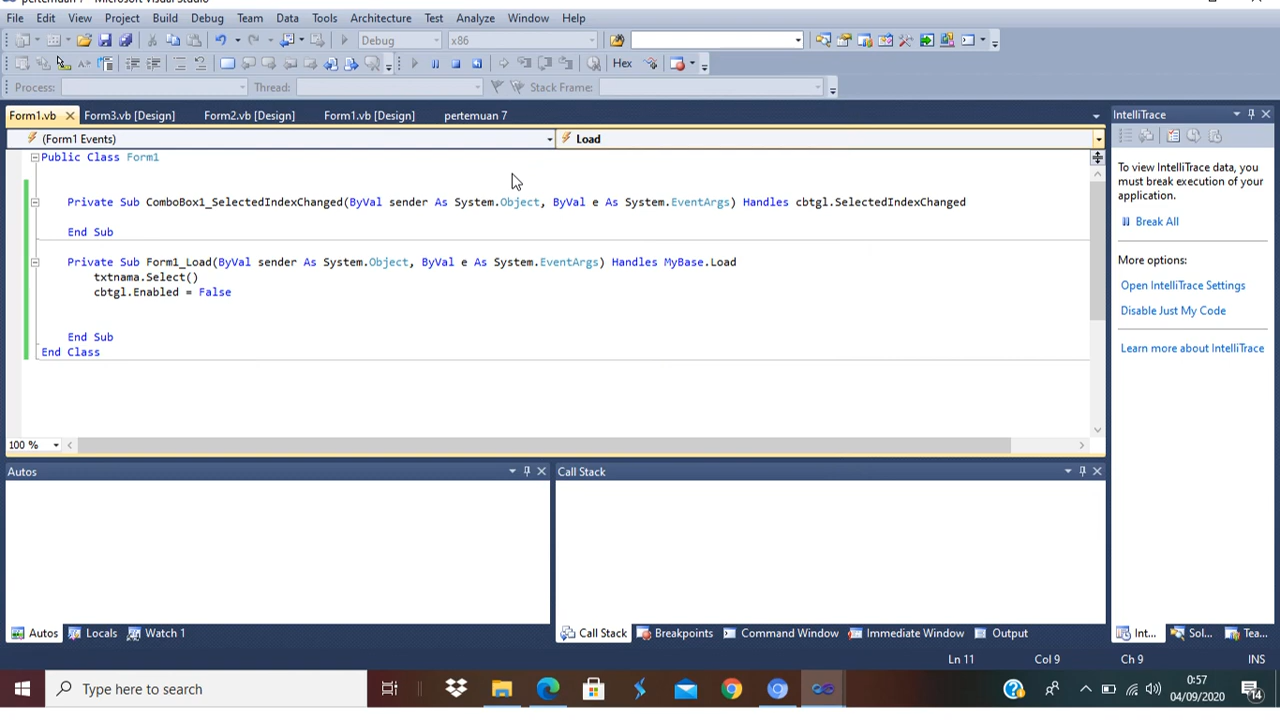 File Edit View Project Build Debug Team Data Tools Architecture Test Analyze Window Help
Debug x86
Hex
Process: Thread: Stack Frame:
Form1.vb Form3.vb [Design] Form2.vb [Design] Form1.vb [Design] pertemuan 7
(Form1 Events) Load
Public Class Form1
Private Sub ComboBox1_SelectedIndexChanged(ByVal sender As System.Object, ByVal e As System.EventArgs) Handles cbtgl.SelectedIndexChanged
End Sub
Private Sub Form1_Load(ByVal sender As System.Object, ByVal e As System.EventArgs) Handles MyBase.Load
txtnama.Select()
cbtgl.Enabled = False
End Sub
End Class
100 %
IntelliTrace
To view IntelliTrace data, you
must break execution of your
application.
Break All
More options:
Open IntelliTrace Settings
Disable Just My Code
Learn more about IntelliTrace
Autos Call Stack
Autos Locals Watch 1
Call Stack Breakpoints Command Window Immediate Window Output
Int... Sol... Tea...
Ln 11 Col 9 Ch 9 INS
Type here to search
0:57
04/09/2020
14